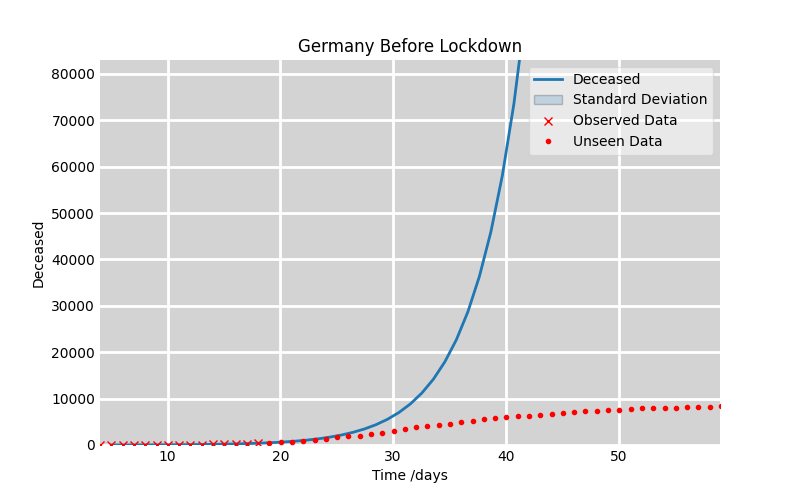 Germany Before Lockdown
80000
70000
60000
50000
40000
30000
20000
10000
0
Deceased
Deceased
Standard Deviation
Observed Data
Unseen Data
10
20
30
40
50
Time /days